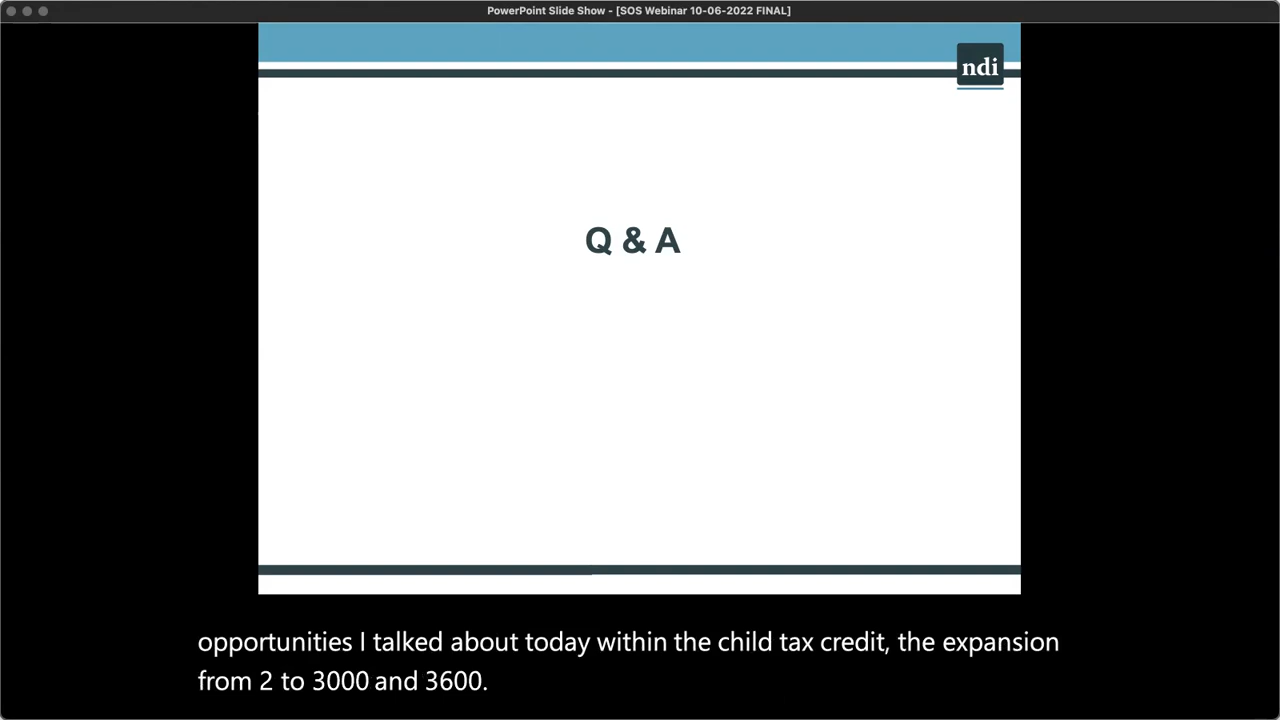 PowerPoint Slide Show - [SOS Webinar 10-06-2022 FINAL]
ndi
Q & A
opportunities I talked about today within the child tax credit, the expansion
from 2 to 3000 and 3600.